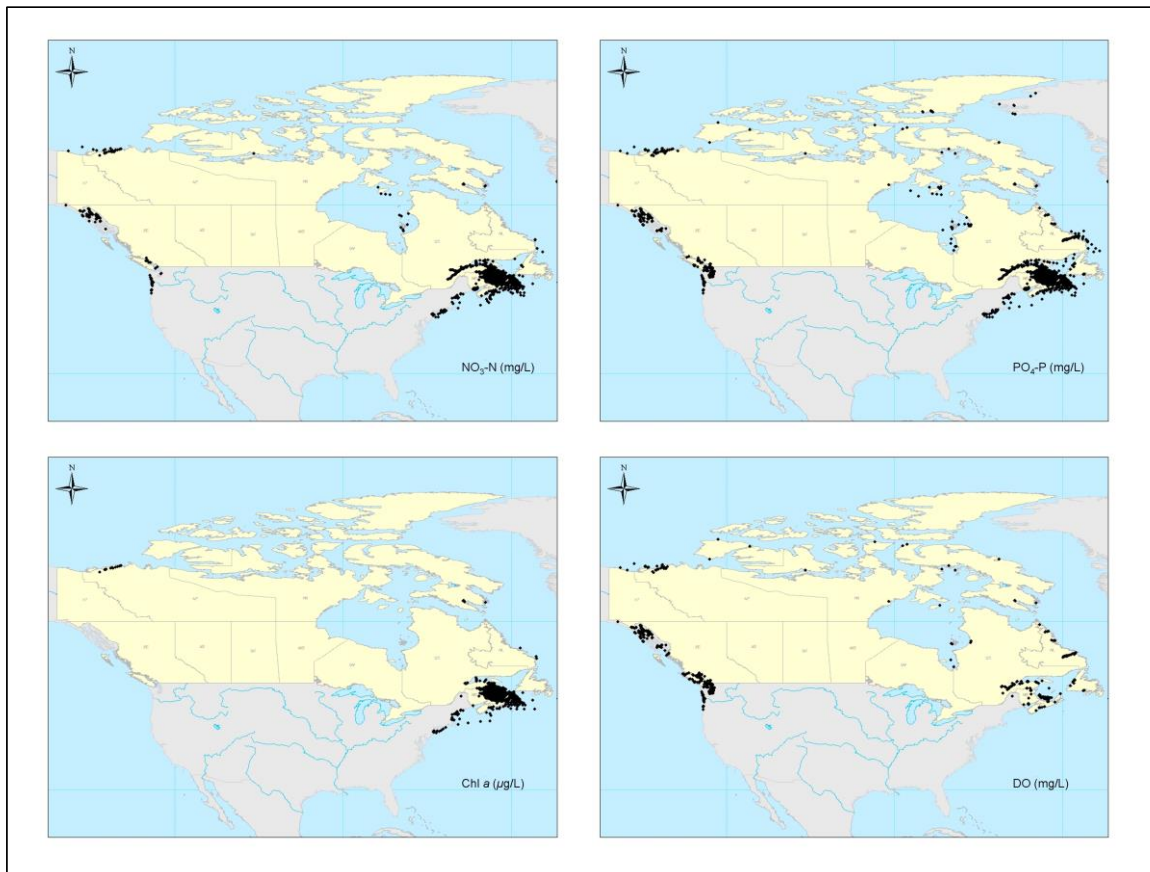 N
N
NO₃-N (mg/L)
PO₄-P (mg/L)
N
N
Chl a (µg/L)
DO (mg/L)